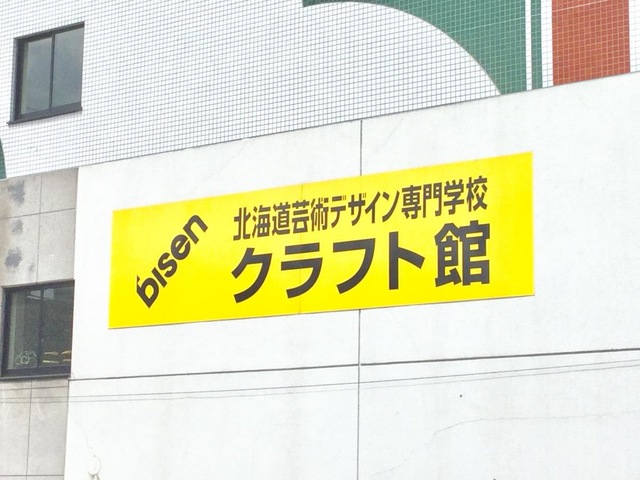 bisen
北海道芸術デザイン専門学校
クラフト館